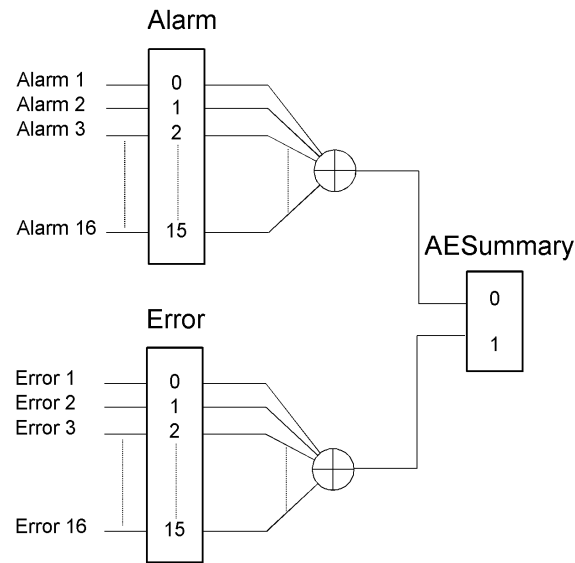 Alarm
Alarm 1 0
Alarm 2 1
Alarm 3 2
Alarm 16 15
AESummary
0
1
Error
Error 1 0
Error 2 1
Error 3 2
Error 16 15